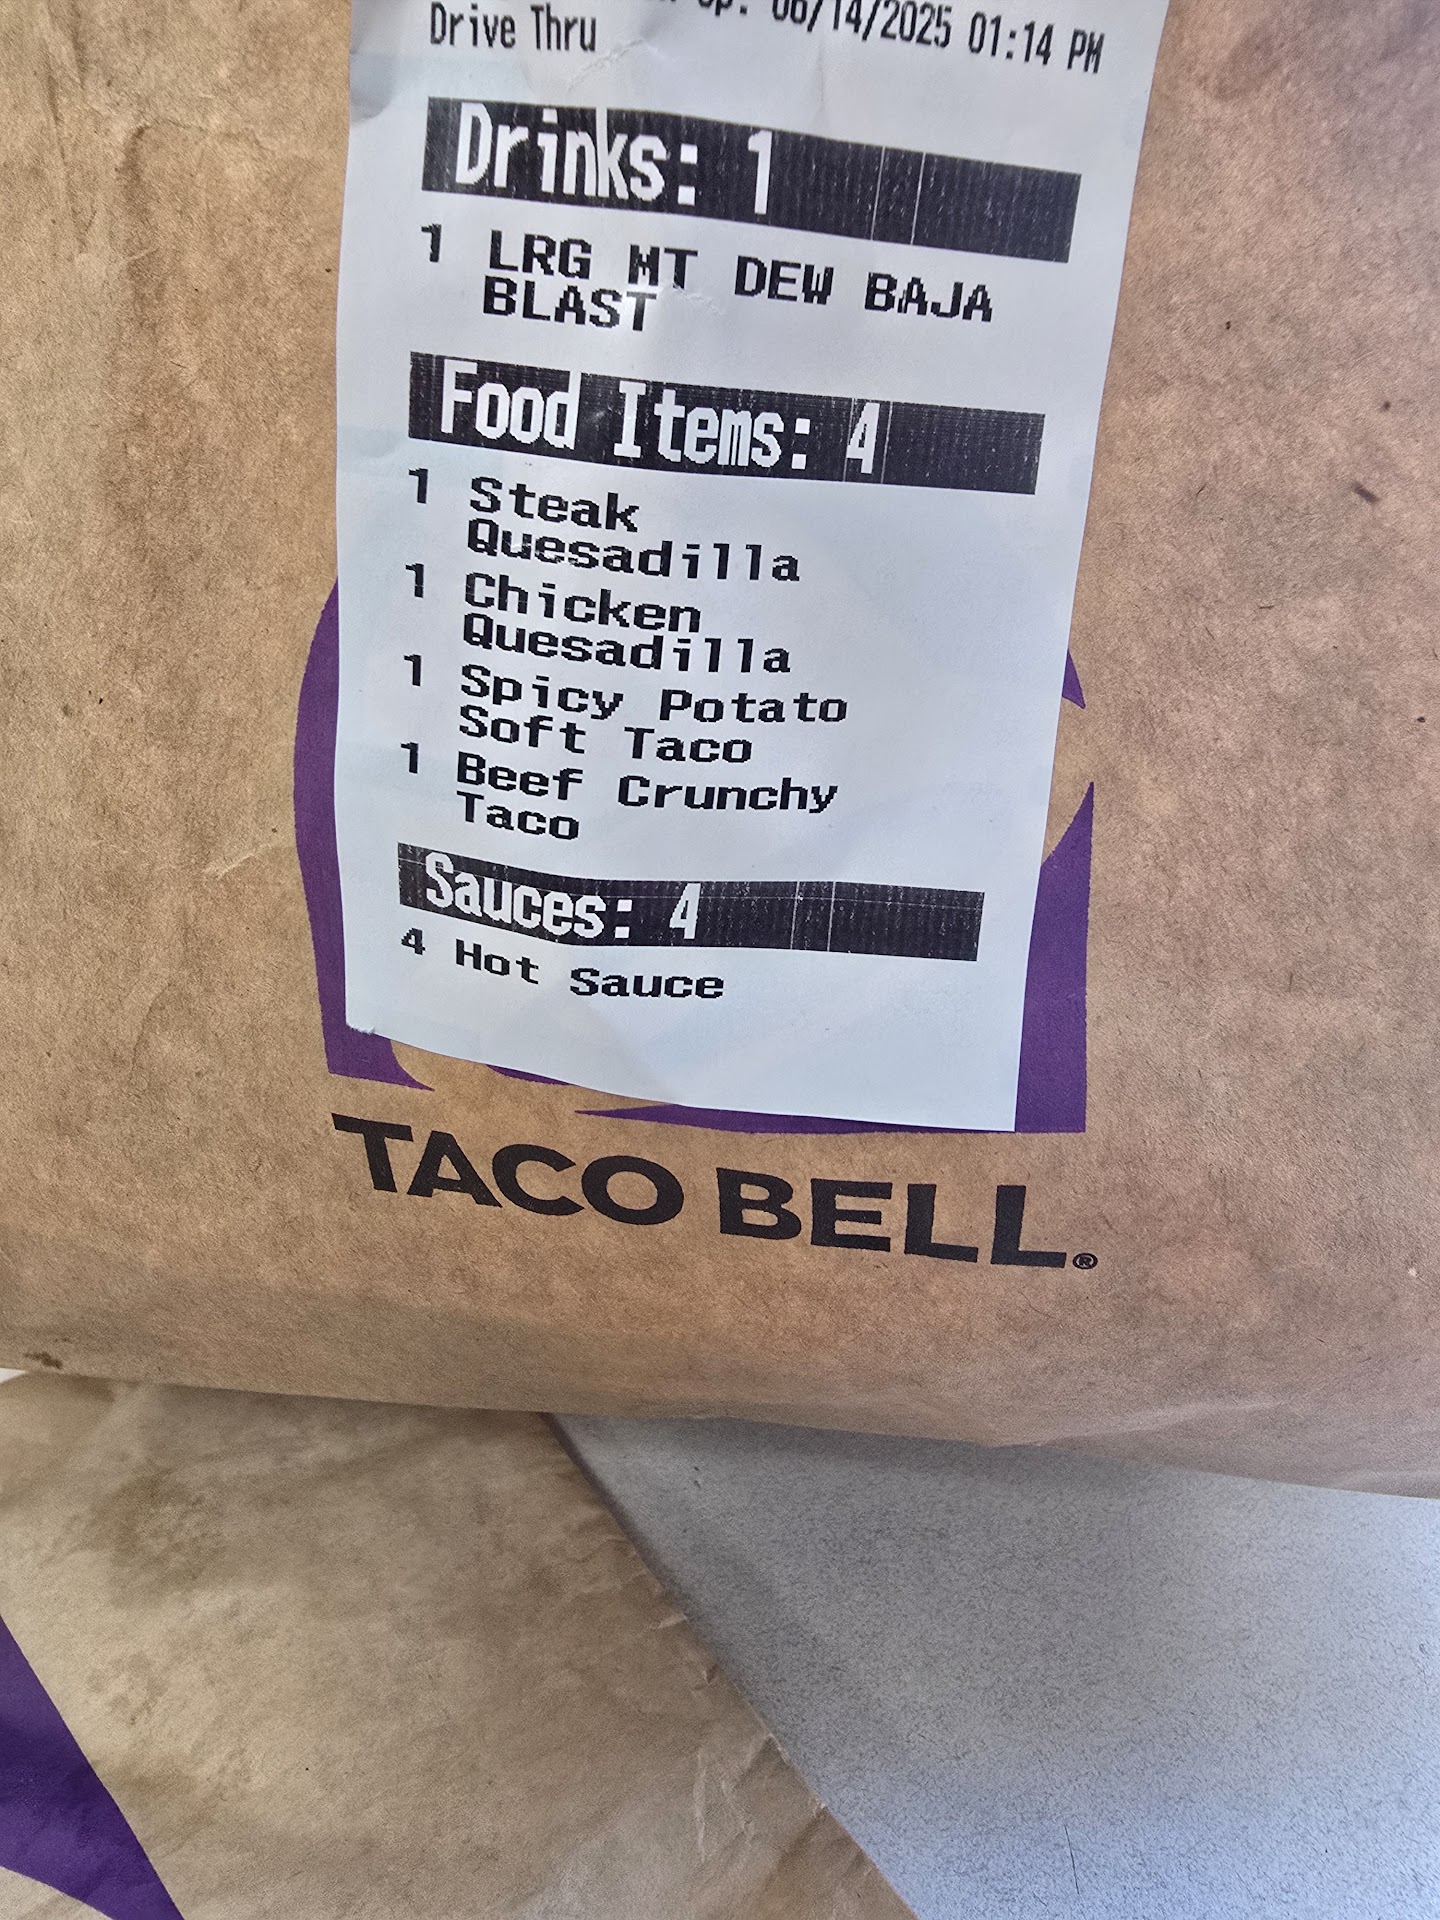 06/14/2025 01:14 PM
Drive Thru
Drinks: 1
1 LRG MT DEW BAJA
BLAST
Food Items: 4
1 Steak
Quesadilla
1 Chicken
Quesadilla
1 Spicy Potato
Soft Taco
1 Beef Crunchy
Taco
Sauces: 4
4 Hot Sauce
TACO BELL®